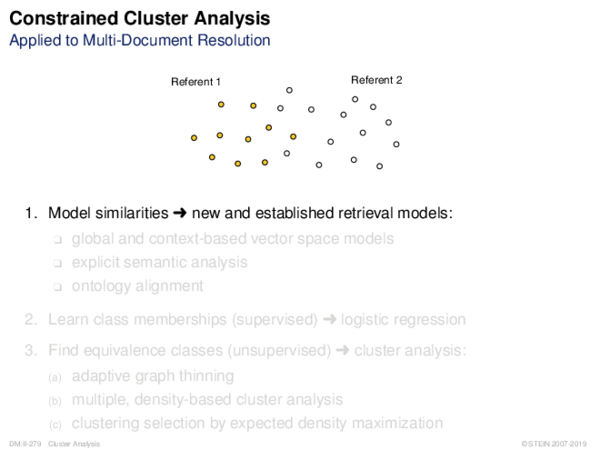 Constrained Cluster Analysis
Applied to Multi-Document Resolution
Referent 1
Referent 2
1. Model similarities ➜ new and established retrieval models:
❑ global and context-based vector space models
❑ explicit semantic analysis
❑ ontology alignment
2. Learn class memberships (supervised) ➜ logistic regression
3. Find equivalence classes (unsupervised) ➜ cluster analysis:
(a) adaptive graph thinning
(b) multiple, density-based cluster analysis
(c) clustering selection by expected density maximization
DM:II-279 Cluster Analysis
© STEIN 2007-2019